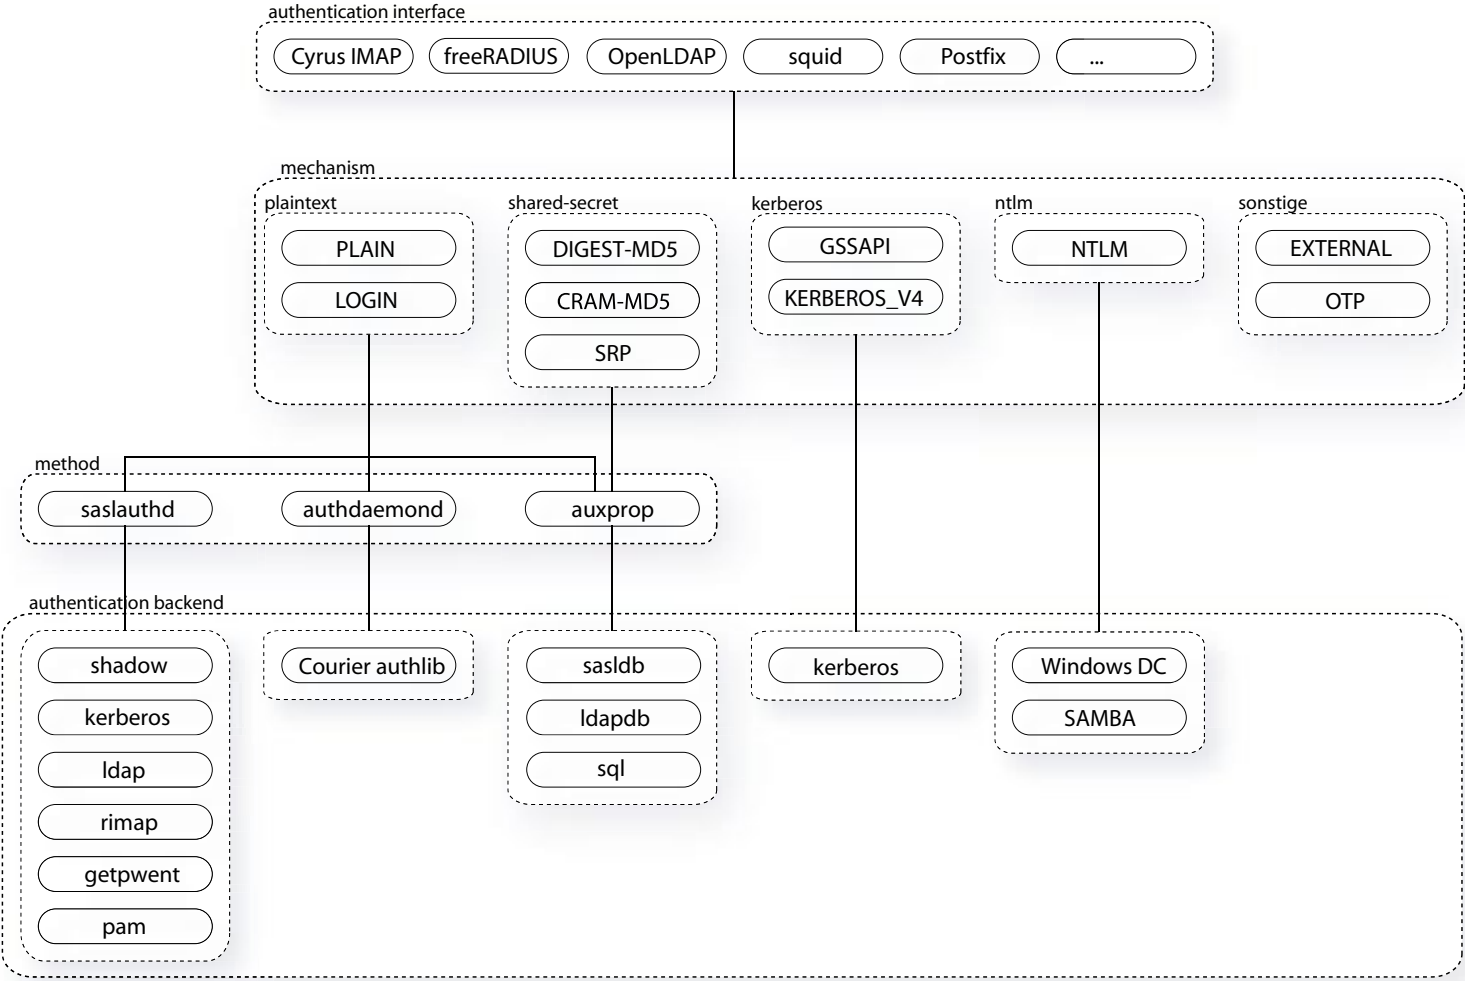 authentication interface
Cyrus IMAP freeRADIUS OpenLDAP squid Postfix ...
mechanism
plaintext shared-secret kerberos ntlm sonstige
PLAIN DIGEST-MD5 GSSAPI NTLM EXTERNAL
LOGIN CRAM-MD5 KERBEROS_V4 OTP
SRP
method
saslauthd authdaemond auxprop
authentication backend
shadow Courier authlib sasldb kerberos Windows DC
kerberos ldapdb SAMBA
ldap sql
rimap
getpwent
pam